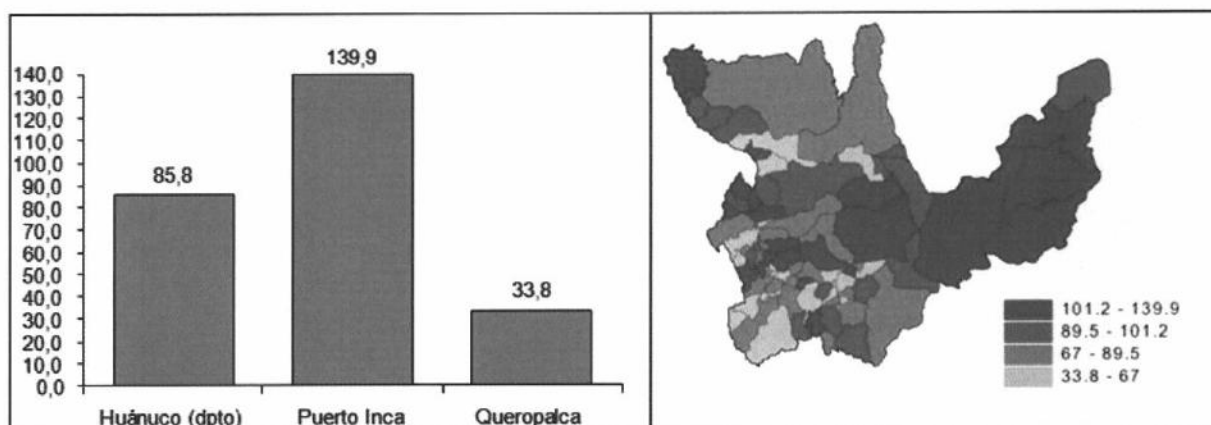 140,0
130,0
120,0
110,0
100,0
90,0
80,0
70,0
60,0
50,0
40,0
30,0
20,0
10,0
0,0
85,8
139,9
33,8
Huánuco (dpto)
Puerto Inca
Queropalca
101.2 - 139.9
89.5 - 101.2
67 - 89.5
33.8 - 67